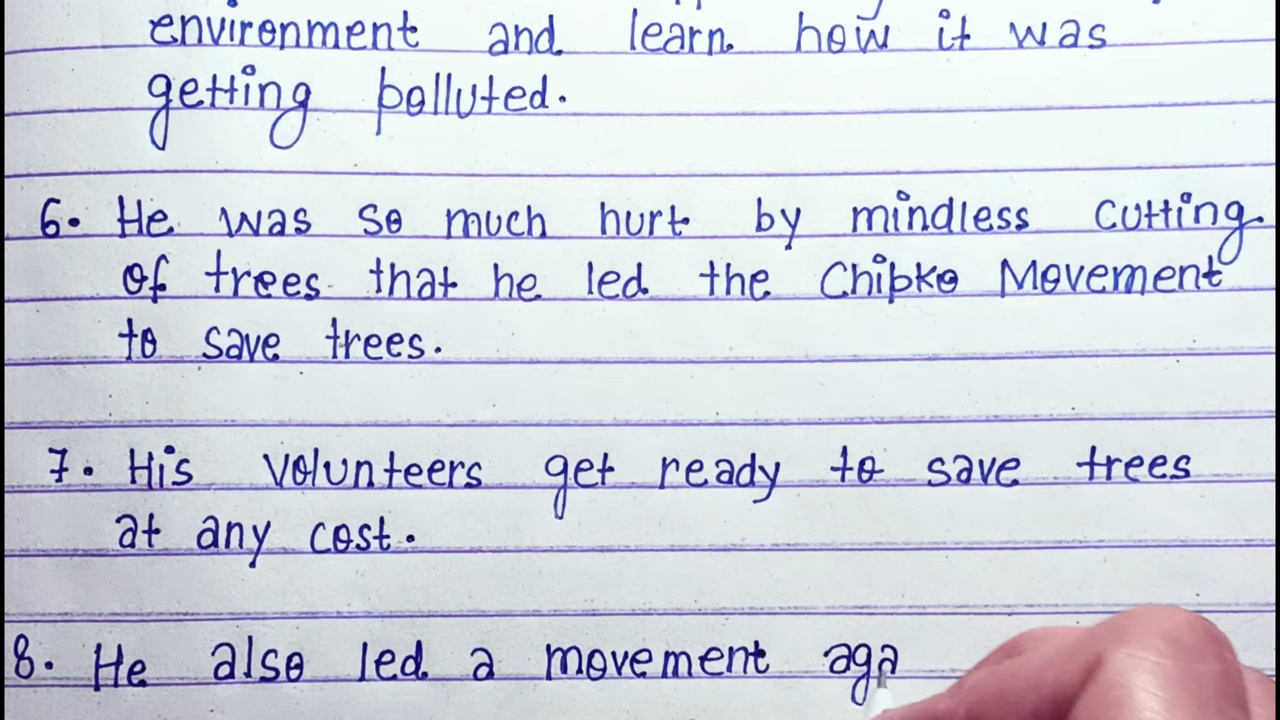 environment and learn how it was
getting polluted.
6. He was so much hurt by mindless cutting
of trees that he led the Chipko Movement
to save trees.
7. His volunteers get ready to save trees
at any cost.
8. He also led a movement aga